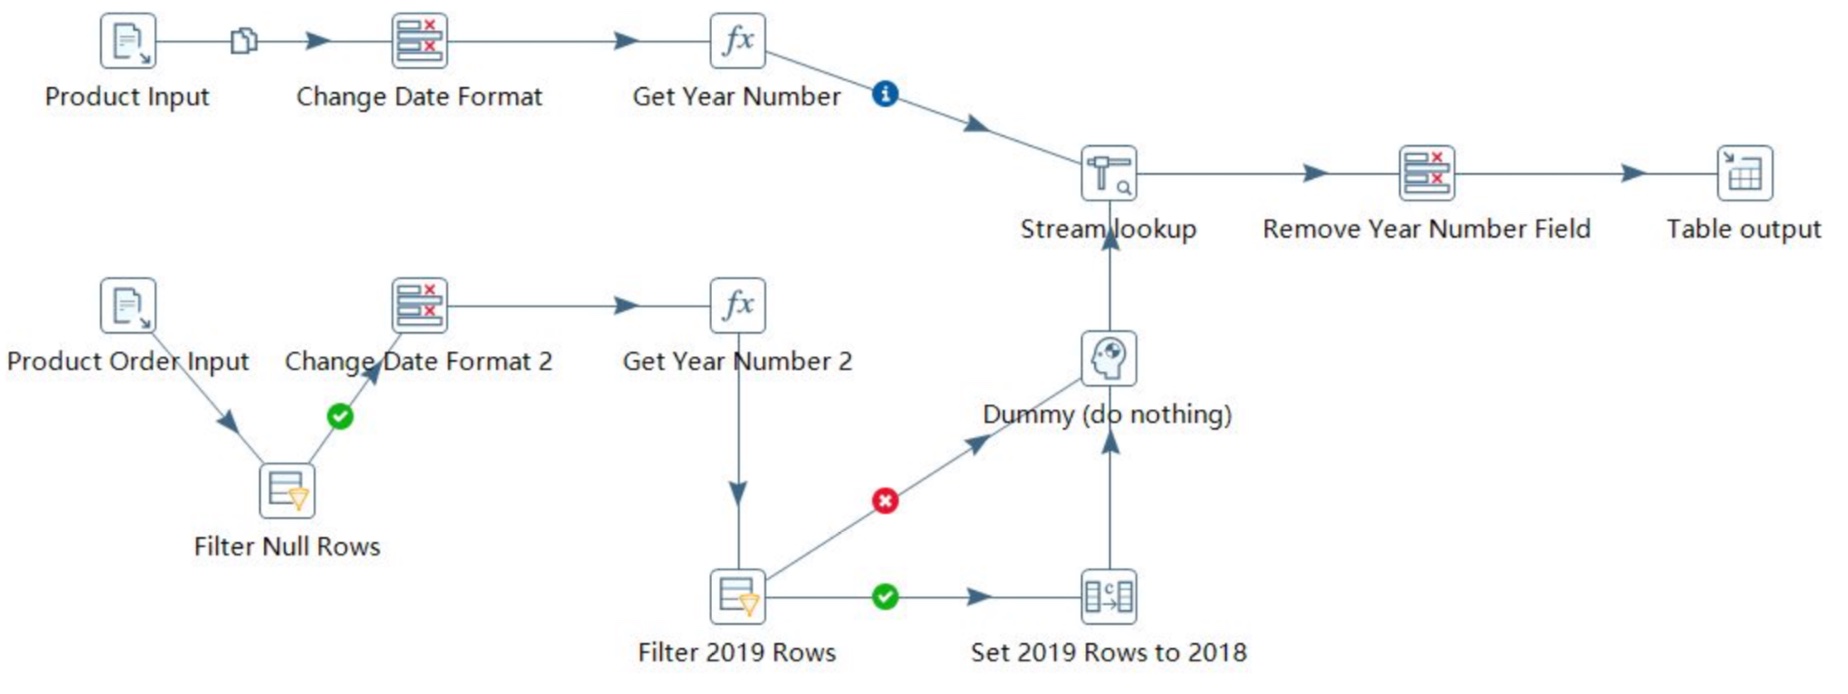 Product Input
Change Date Format
Get Year Number
Stream lookup
Remove Year Number Field
Table output
Product Order Input
Change Date Format 2
Get Year Number 2
Dummy (do nothing)
Filter Null Rows
Filter 2019 Rows
Set 2019 Rows to 2018